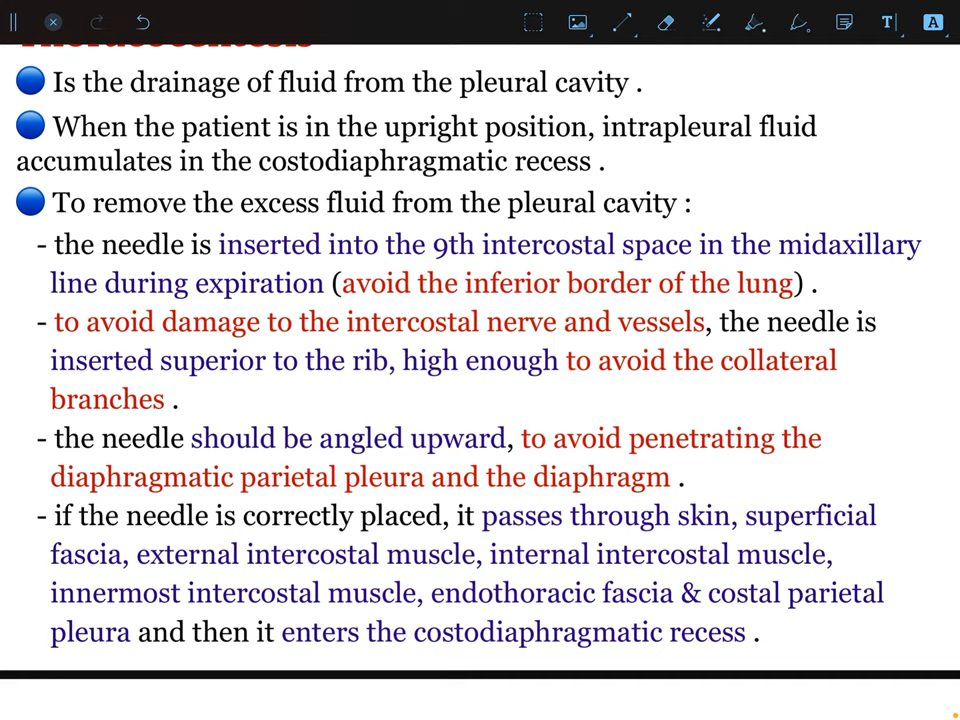 Thoracocentesis
Is the drainage of fluid from the pleural cavity .
When the patient is in the upright position, intrapleural fluid
accumulates in the costodiaphragmatic recess .
To remove the excess fluid from the pleural cavity :
- the needle is inserted into the 9th intercostal space in the midaxillary
line during expiration (avoid the inferior border of the lung) .
- to avoid damage to the intercostal nerve and vessels, the needle is
inserted superior to the rib, high enough to avoid the collateral
branches .
- the needle should be angled upward, to avoid penetrating the
diaphragmatic parietal pleura and the diaphragm .
- if the needle is correctly placed, it passes through skin, superficial
fascia, external intercostal muscle, internal intercostal muscle,
innermost intercostal muscle, endothoracic fascia & costal parietal
pleura and then it enters the costodiaphragmatic recess .